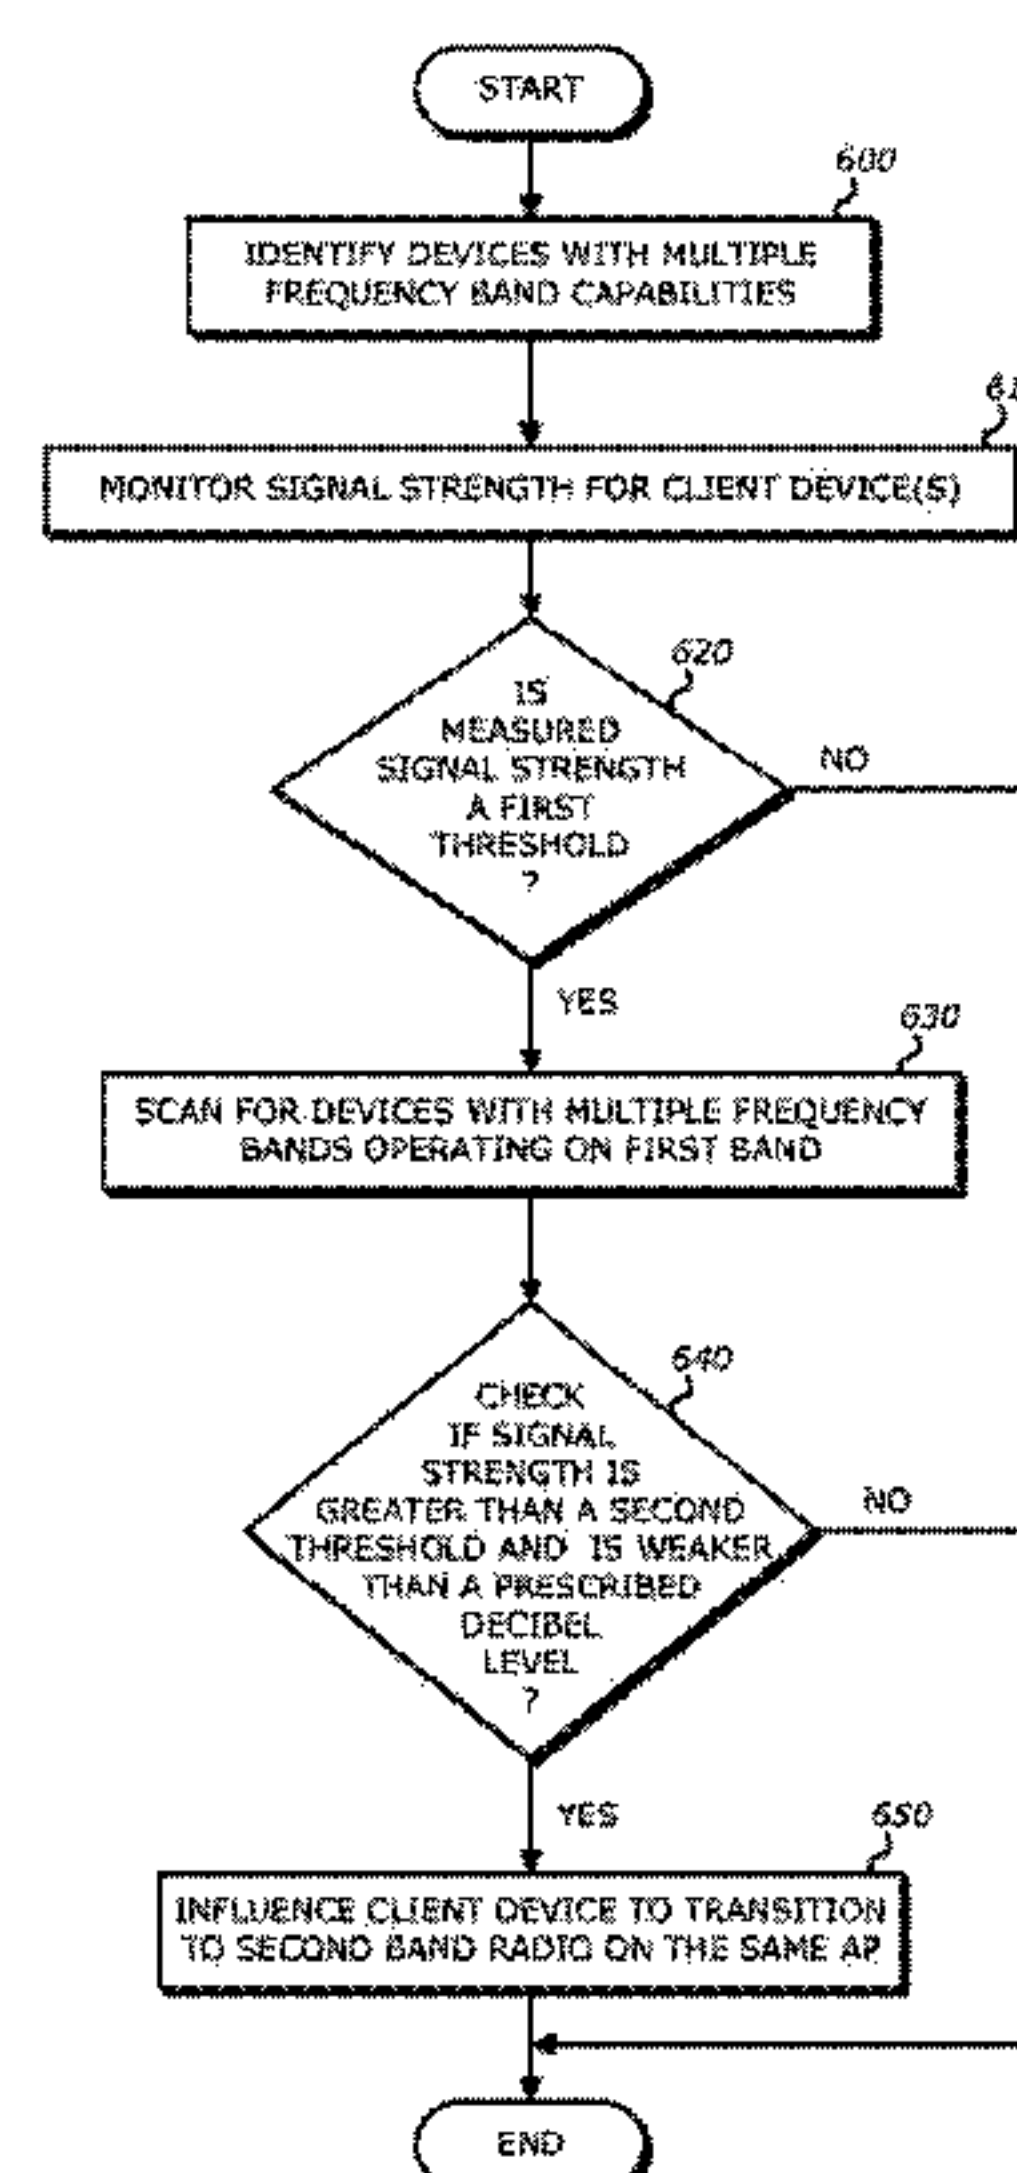 START
600
IDENTIFY DEVICES WITH MULTIPLE
FREQUENCY BAND CAPABILITIES
MONITOR SIGNAL STRENGTH FOR CLIENT DEVICE(S)
620
IS
MEASURED
SIGNAL STRENGTH
A FIRST
THRESHOLD
?
NO
YES
630
SCAN FOR DEVICES WITH MULTIPLE FREQUENCY
BANDS OPERATING ON FIRST BAND
640
CHECK
IF SIGNAL
STRENGTH IS
GREATER THAN A SECOND
THRESHOLD AND IS WEAKER
THAN A PRESCRIBED
DECIBEL
LEVEL
?
NO
YES
650
INFLUENCE CLIENT DEVICE TO TRANSITION
TO SECOND BAND RADIO ON THE SAME AP
END